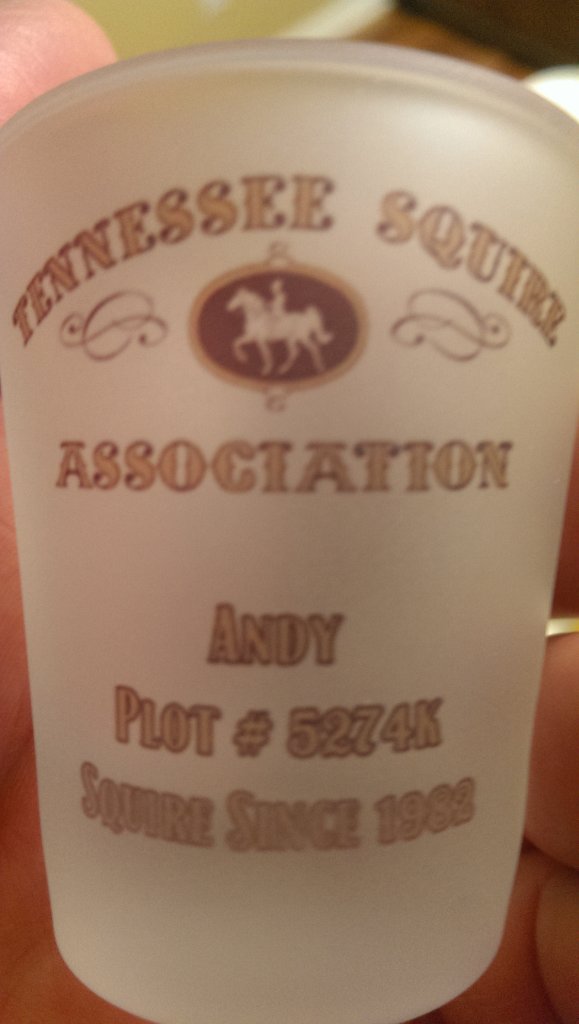 TENNESSEE SQUIRE
ASSOCIATION
ANDY
PLOT # 5274K
SQUIRE SINCE 1982